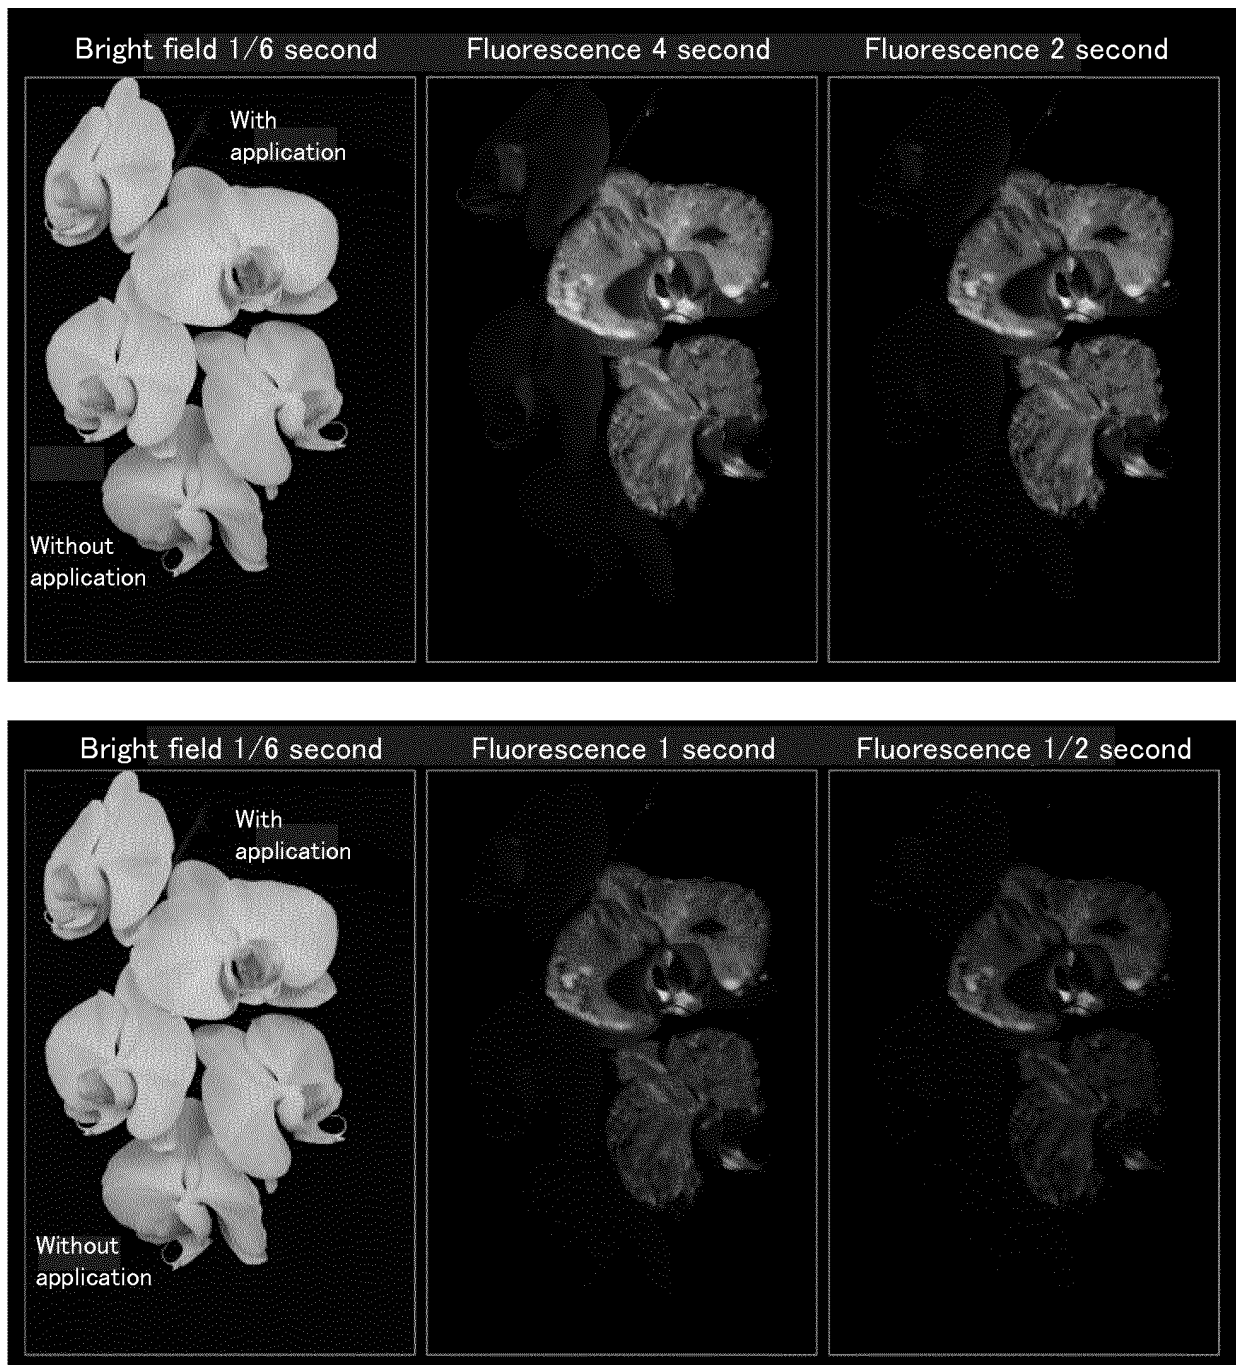 Bright field 1/6 second
Fluorescence 4 second
Fluorescence 2 second
With
application
Without
application
Bright field 1/6 second
Fluorescence 1 second
Fluorescence 1/2 second
With
application
Without
application